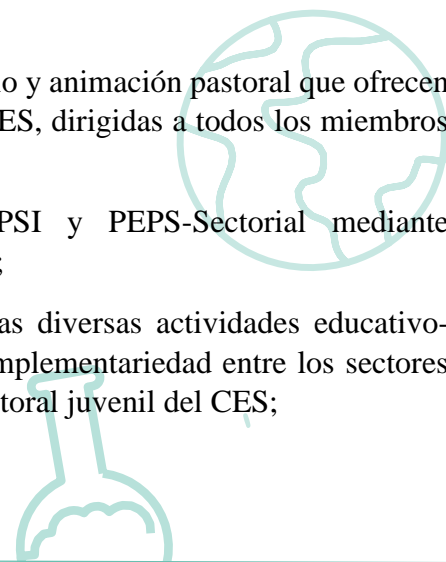 o y animación pastoral que ofrecen
ES, dirigidas a todos los miembros
PSI y PEPS-Sectorial mediante
;
as diversas actividades educativo-
mplementariedad entre los sectores
toral juvenil del CES;